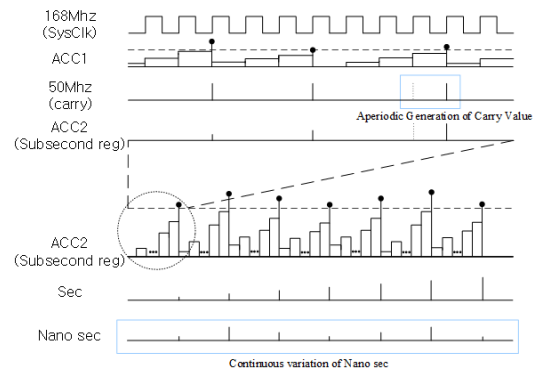 168Mhz
(SysClk)
ACC1
50Mhz
(carry)
Aperiodic Generation of Carry Value
ACC2
(Subsecond reg)
ACC2
(Subsecond reg)
Sec
Nano sec
Continuous variation of Nano sec